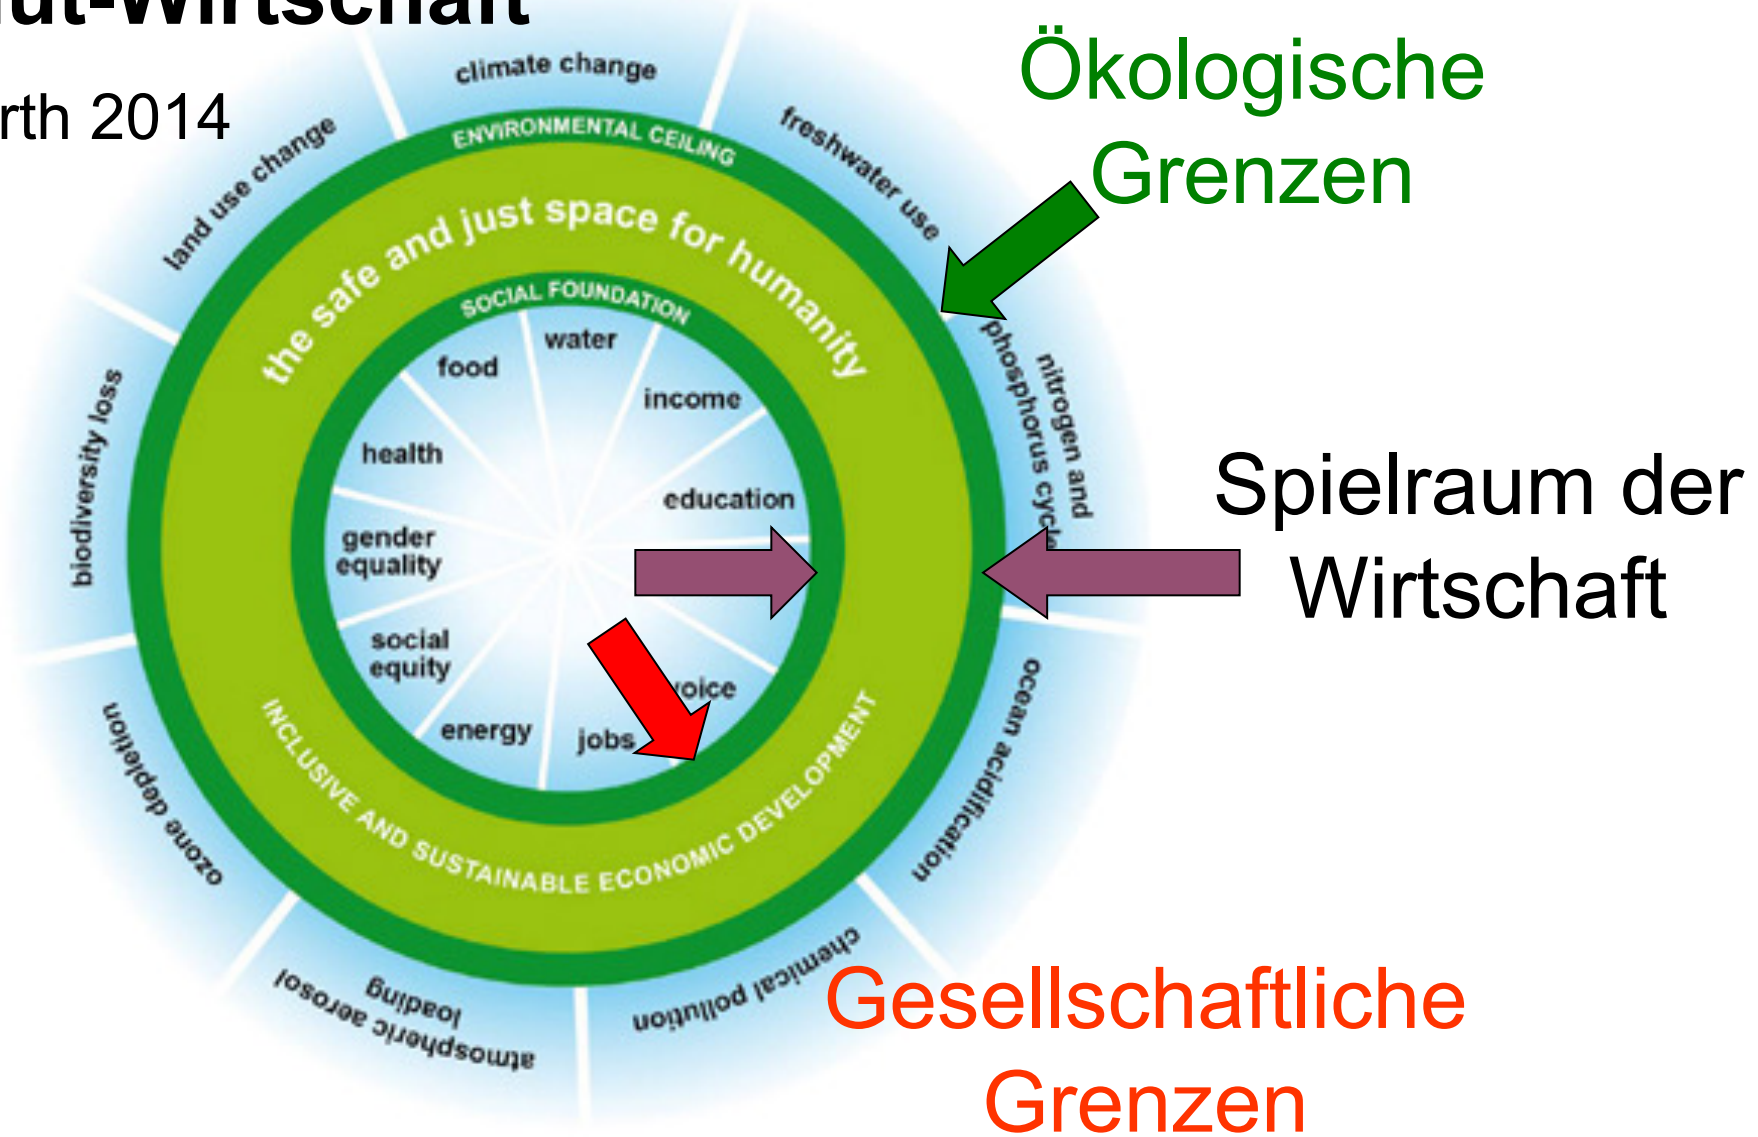 ut-Wirtschaft
rth 2014
Ökologische
Grenzen
Spielraum der
Wirtschaft
Gesellschaftliche
Grenzen
climate change
freshwater use
nitrogen and
phosphorus cycle
ocean acidification
chemical pollution
atmospheric aerosol
loading
ozone depletion
biodiversity loss
land use change
ENVIRONMENTAL CEILING
the safe and just space for humanity
SOCIAL FOUNDATION
water
income
education
voice
jobs
energy
social
equity
gender
equality
health
food
INCLUSIVE AND SUSTAINABLE ECONOMIC DEVELOPMENT